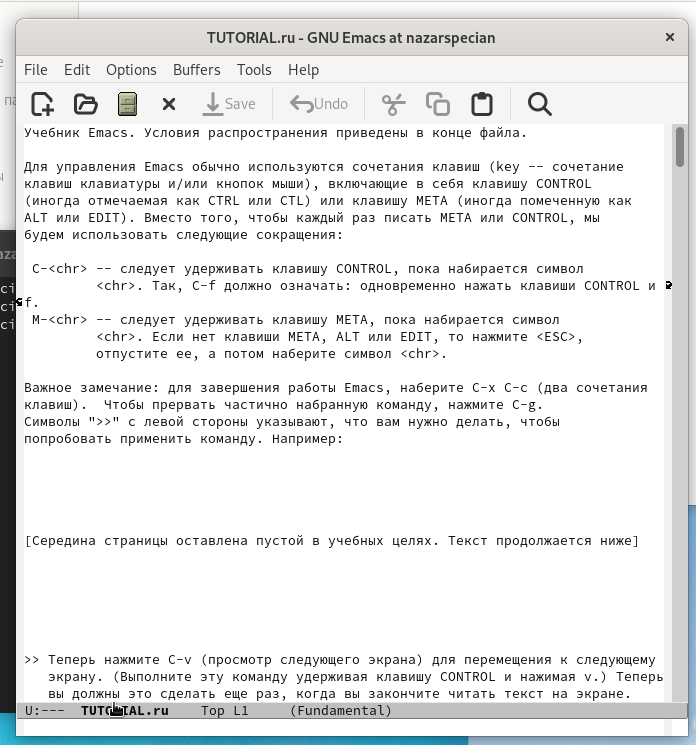 TUTORIAL.ru - GNU Emacs at nazarspecian
File Edit Options Buffers Tools Help
Save Undo
Учебник Emacs. Условия распространения приведены в конце файла.
Для управления Emacs обычно используются сочетания клавиш (key -- сочетание
клавиш клавиатуры и/или кнопок мыши), включающие в себя клавишу CONTROL
(иногда отмечаемая как CTRL или CTL) или клавишу META (иногда помеченную как
ALT или EDIT). Вместо того, чтобы каждый раз писать META или CONTROL, мы
будем использовать следующие сокращения:
C-<chr> -- следует удерживать клавишу CONTROL, пока набирается символ
<chr>. Так, C-f должно означать: одновременно нажать клавиши CONTROL и
f.
M-<chr> -- следует удерживать клавишу META, пока набирается символ
<chr>. Если нет клавиши META, ALT или EDIT, то нажмите <ESC>,
отпустите ее, а потом наберите символ <chr>.
Важное замечание: для завершения работы Emacs, наберите C-x C-c (два сочетания
клавиш).  Чтобы прервать частично набранную команду, нажмите C-g.
Символы ">>" с левой стороны указывают, что вам нужно делать, чтобы
попробовать применить команду. Например:
[Середина страницы оставлена пустой в учебных целях. Текст продолжается ниже]
>> Теперь нажмите C-v (просмотр следующего экрана) для перемещения к следующему
экрану. (Выполните эту команду удерживая клавишу CONTROL и нажимая v.) Теперь
вы должны это сделать еще раз, когда вы закончите читать текст на экране.
U:--- TUTORIAL.ru Top L1 (Fundamental)